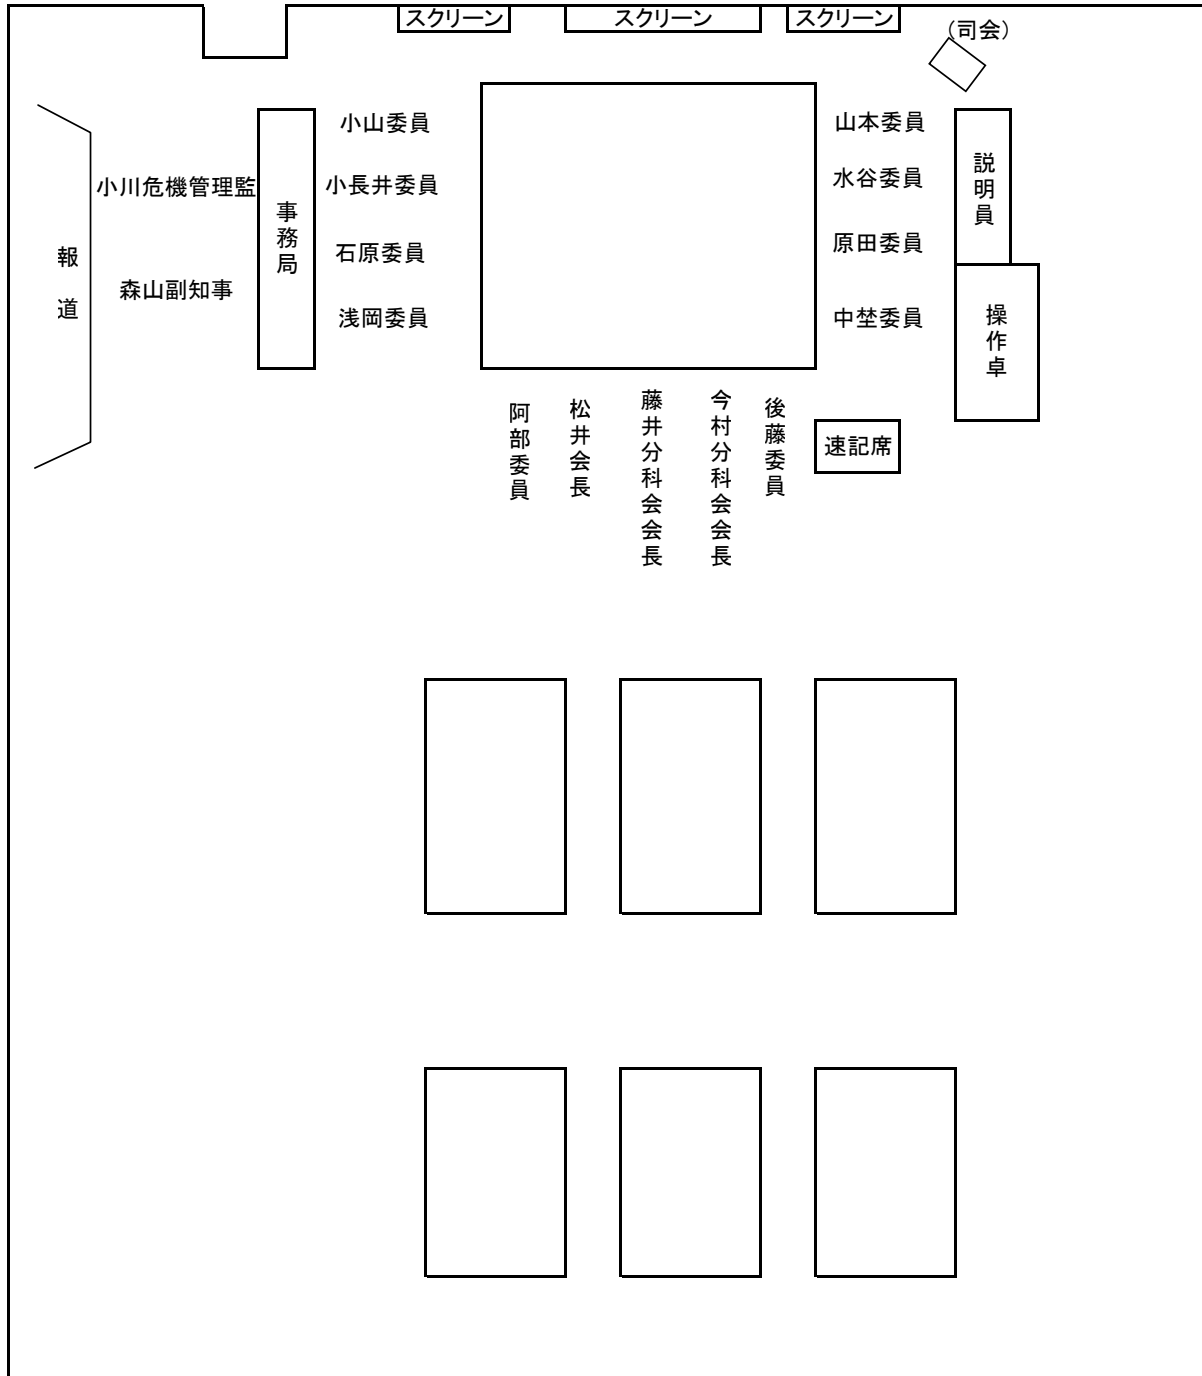 スクリーン
スクリーン
スクリーン
（司会）
小山委員
山本委員
小川危機管理監
小長井委員
水谷委員
説明員
事務局
報道
石原委員
原田委員
森山副知事
浅岡委員
中埜委員
操作卓
阿部委員
松井会長
藤井分科会会長
今村分科会会長
後藤委員
速記席